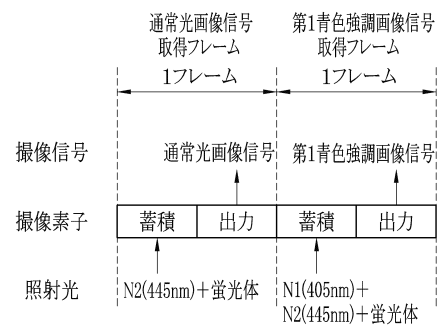 通常光画像信号
取得フレーム
1フレーム
第1青色強調画像信号
取得フレーム
1フレーム
撮像信号
通常光画像信号
第1青色強調画像信号
撮像素子
蓄積
出力
蓄積
出力
照射光
N2(445nm)+蛍光体
N1(405nm)+
N2(445nm)+蛍光体